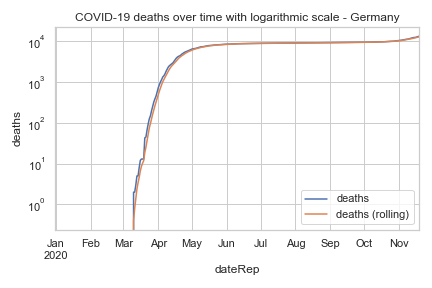 COVID-19 deaths over time with logarithmic scale - Germany
deaths
10⁴
10³
10²
10¹
10⁰
Jan Feb Mar Apr May Jun Jul Aug Sep Oct Nov
2020
dateRep
deaths
deaths (rolling)